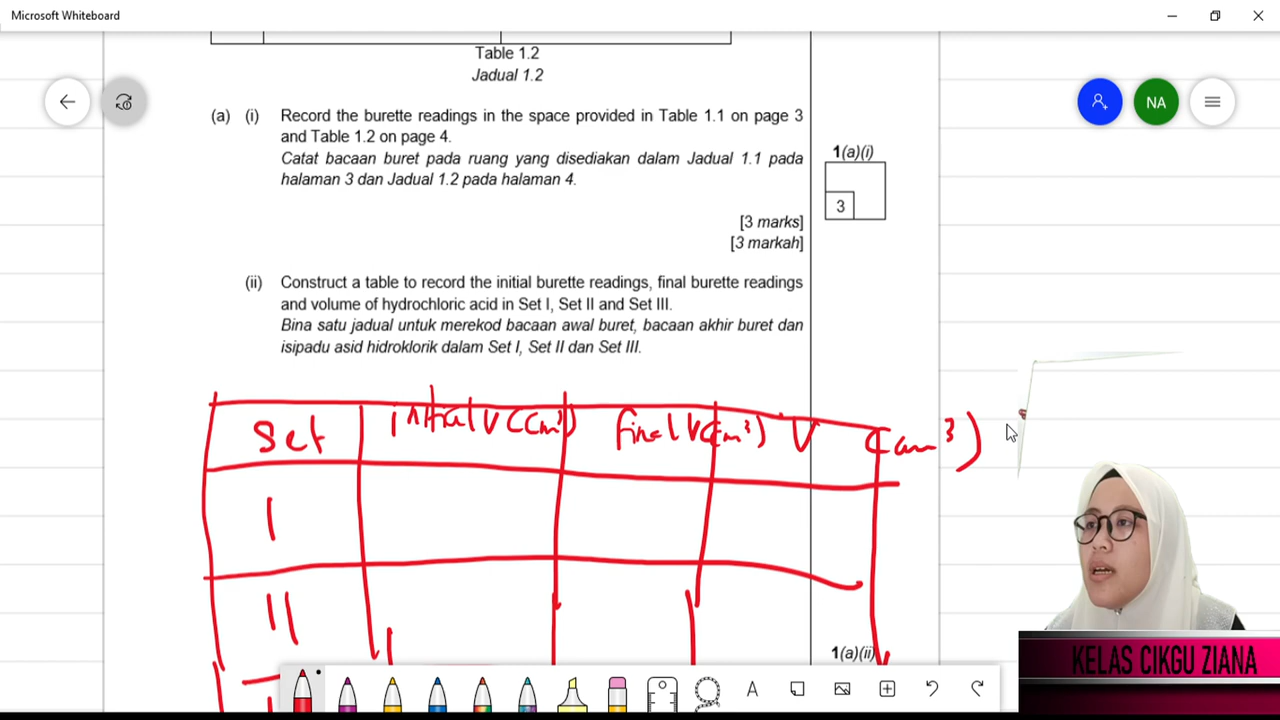 Microsoft Whiteboard
Table 1.2
Jadual 1.2
(a) (i) Record the burette readings in the space provided in Table 1.1 on page 3
and Table 1.2 on page 4.
Catat bacaan buret pada ruang yang disediakan dalam Jadual 1.1 pada
halaman 3 dan Jadual 1.2 pada halaman 4.
1(a)(i)
3
[3 marks]
[3 markah]
(ii) Construct a table to record the initial burette readings, final burette readings
and volume of hydrochloric acid in Set I, Set II and Set III.
Bina satu jadual untuk merekod bacaan awal buret, bacaan akhir buret dan
isipadu asid hidroklorik dalam Set I, Set II dan Set III.
Set initial V (cm³) final V (cm³) V (cm³)
I
II
1(a)(ii)
NA
KELAS CIKGU ZIANA
A